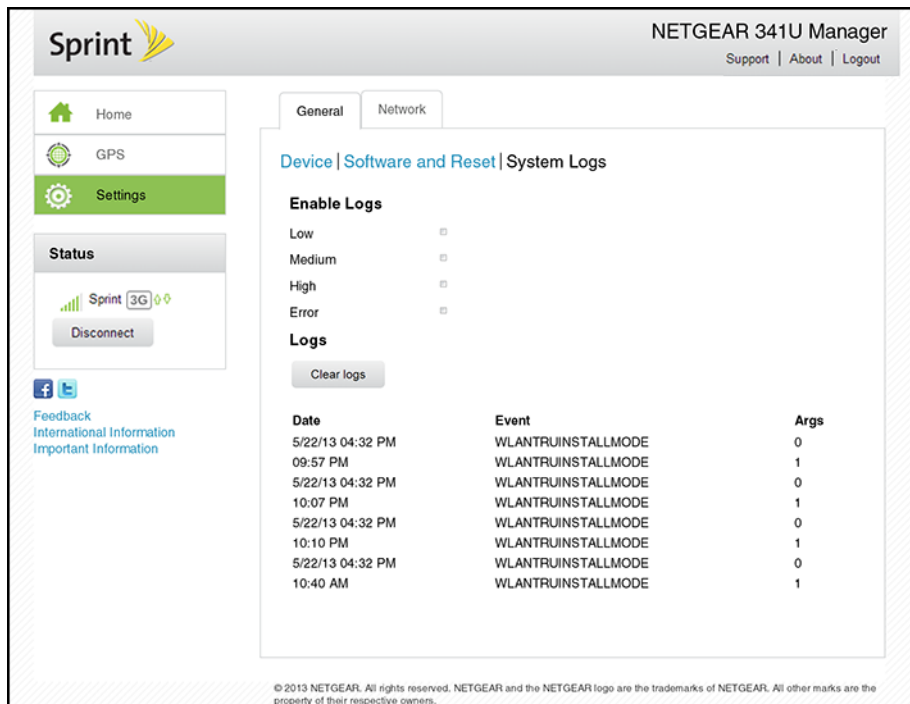 Sprint
NETGEAR 341U Manager
Support | About | Logout
Home
GPS
Settings
Status
Sprint 3G
Disconnect
Feedback
International Information
Important Information
General Network
Device | Software and Reset | System Logs
Enable Logs
Low
Medium
High
Error
Logs
Clear logs
Date Event Args
5/22/13 04:32 PM WLANTRUINSTALLMODE 0
09:57 PM WLANTRUINSTALLMODE 1
5/22/13 04:32 PM WLANTRUINSTALLMODE 0
10:07 PM WLANTRUINSTALLMODE 1
5/22/13 04:32 PM WLANTRUINSTALLMODE 0
10:10 PM WLANTRUINSTALLMODE 1
5/22/13 04:32 PM WLANTRUINSTALLMODE 0
10:40 AM WLANTRUINSTALLMODE 1
© 2013 NETGEAR. All rights reserved. NETGEAR and the NETGEAR logo are the trademarks of NETGEAR. All other marks are the
property of their respective owners.